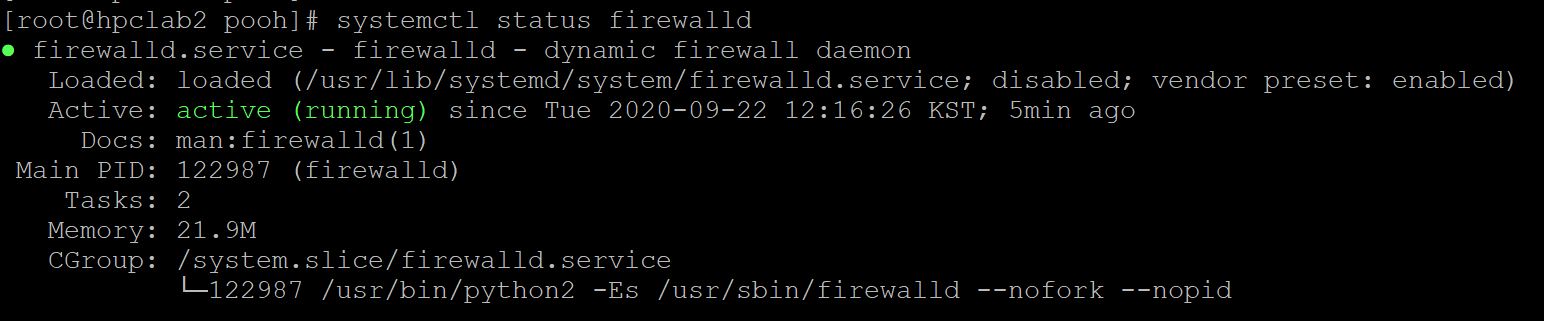 [root@hpclab2 pooh]# systemctl status firewalld
● firewalld.service - firewalld - dynamic firewall daemon
   Loaded: loaded (/usr/lib/systemd/system/firewalld.service; disabled; vendor preset: enabled)
   Active: active (running) since Tue 2020-09-22 12:16:26 KST; 5min ago
     Docs: man:firewalld(1)
 Main PID: 122987 (firewalld)
    Tasks: 2
   Memory: 21.9M
   CGroup: /system.slice/firewalld.service
           └─122987 /usr/bin/python2 -Es /usr/sbin/firewalld --nofork --nopid